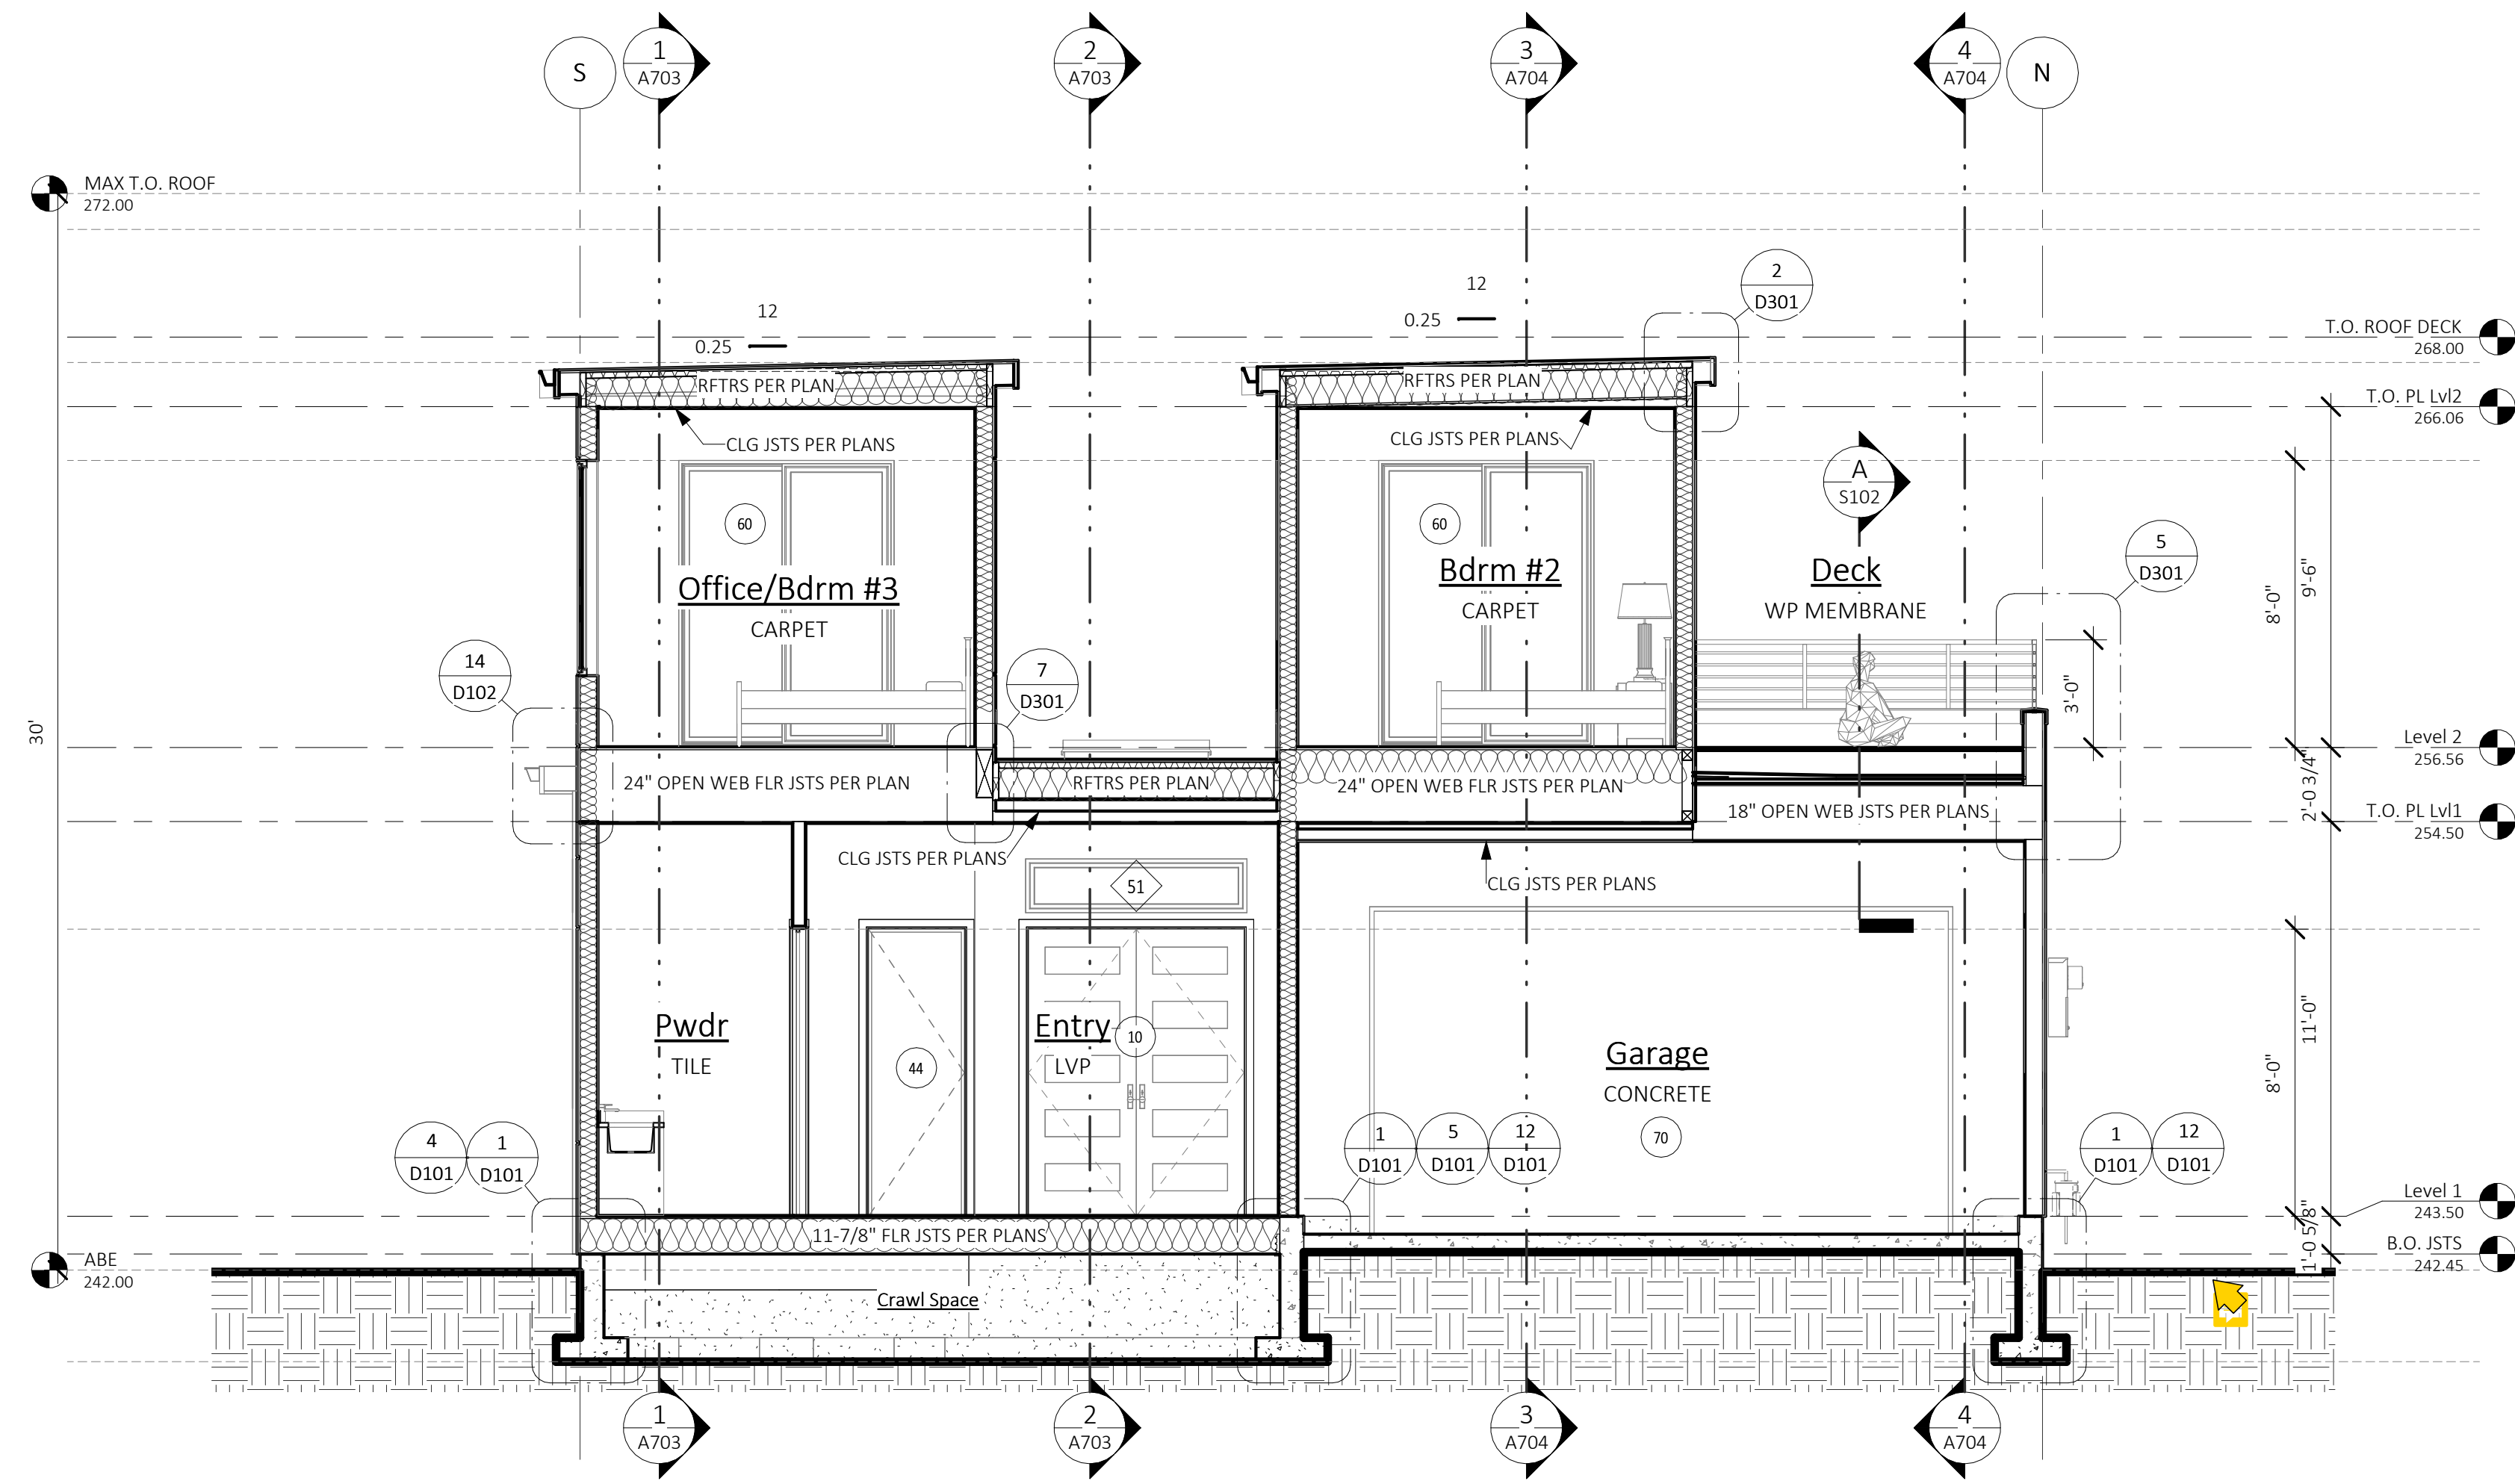 S
1
A703
2
A703
3
A704
4
A704
N
MAX T.O. ROOF
272.00
2
D301
12
0.25
12
0.25
T.O. ROOF DECK
268.00
RFTRS PER PLAN
RFTRS PER PLAN
T.O. PL Lvl2
266.06
CLG JSTS PER PLANS
CLG JSTS PER PLANS
A
S102
60
60
5
D301
Office/Bdrm #3
CARPET
Bdrm #2
CARPET
Deck
WP MEMBRANE
8'-0"
9'-6"
14
D102
7
D301
3'-0"
30'
Level 2
256.56
24" OPEN WEB FLR JSTS PER PLAN
RFTRS PER PLAN
24" OPEN WEB FLR JSTS PER PLAN
18" OPEN WEB JSTS PER PLANS
2'-0 3/4"
T.O. PL Lvl1
254.50
CLG JSTS PER PLANS
CLG JSTS PER PLANS
51
Pwdr
TILE
44
Entry
LVP
10
Garage
CONCRETE
70
8'-0"
11'-0"
4
D101
1
D101
1
D101
5
D101
12
D101
1
D101
12
D101
Level 1
243.50
11-7/8" FLR JSTS PER PLANS
1'-0 5/8"
B.O. JSTS
242.45
ABE
242.00
Crawl Space
1
A703
2
A703
3
A704
4
A704